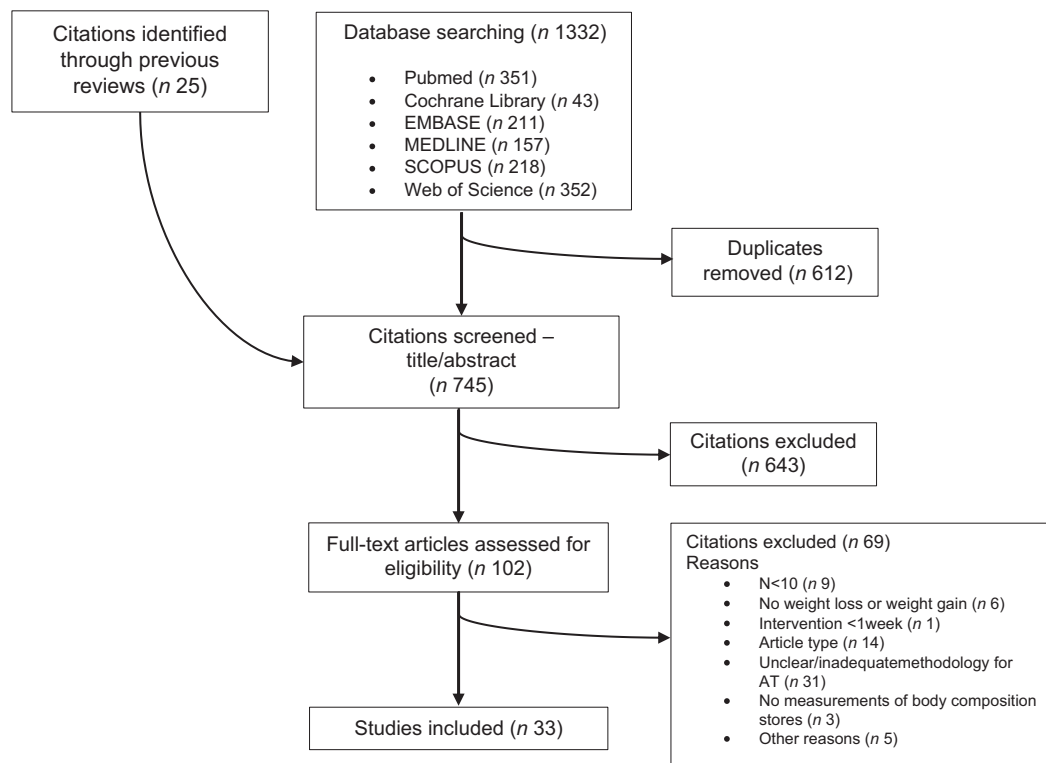 Citations identified
through previous
reviews (n 25)
Database searching (n 1332)
• Pubmed (n 351)
• Cochrane Library (n 43)
• EMBASE (n 211)
• MEDLINE (n 157)
• SCOPUS (n 218)
• Web of Science (n 352)
Duplicates
removed (n 612)
Citations screened –
title/abstract
(n 745)
Citations excluded
(n 643)
Full-text articles assessed for
eligibility (n 102)
Citations excluded (n 69)
Reasons
• N<10 (n 9)
• No weight loss or weight gain (n 6)
• Intervention <1week (n 1)
• Article type (n 14)
• Unclear/inadequatemethodology for
AT (n 31)
• No measurements of body composition
stores (n 3)
• Other reasons (n 5)
Studies included (n 33)